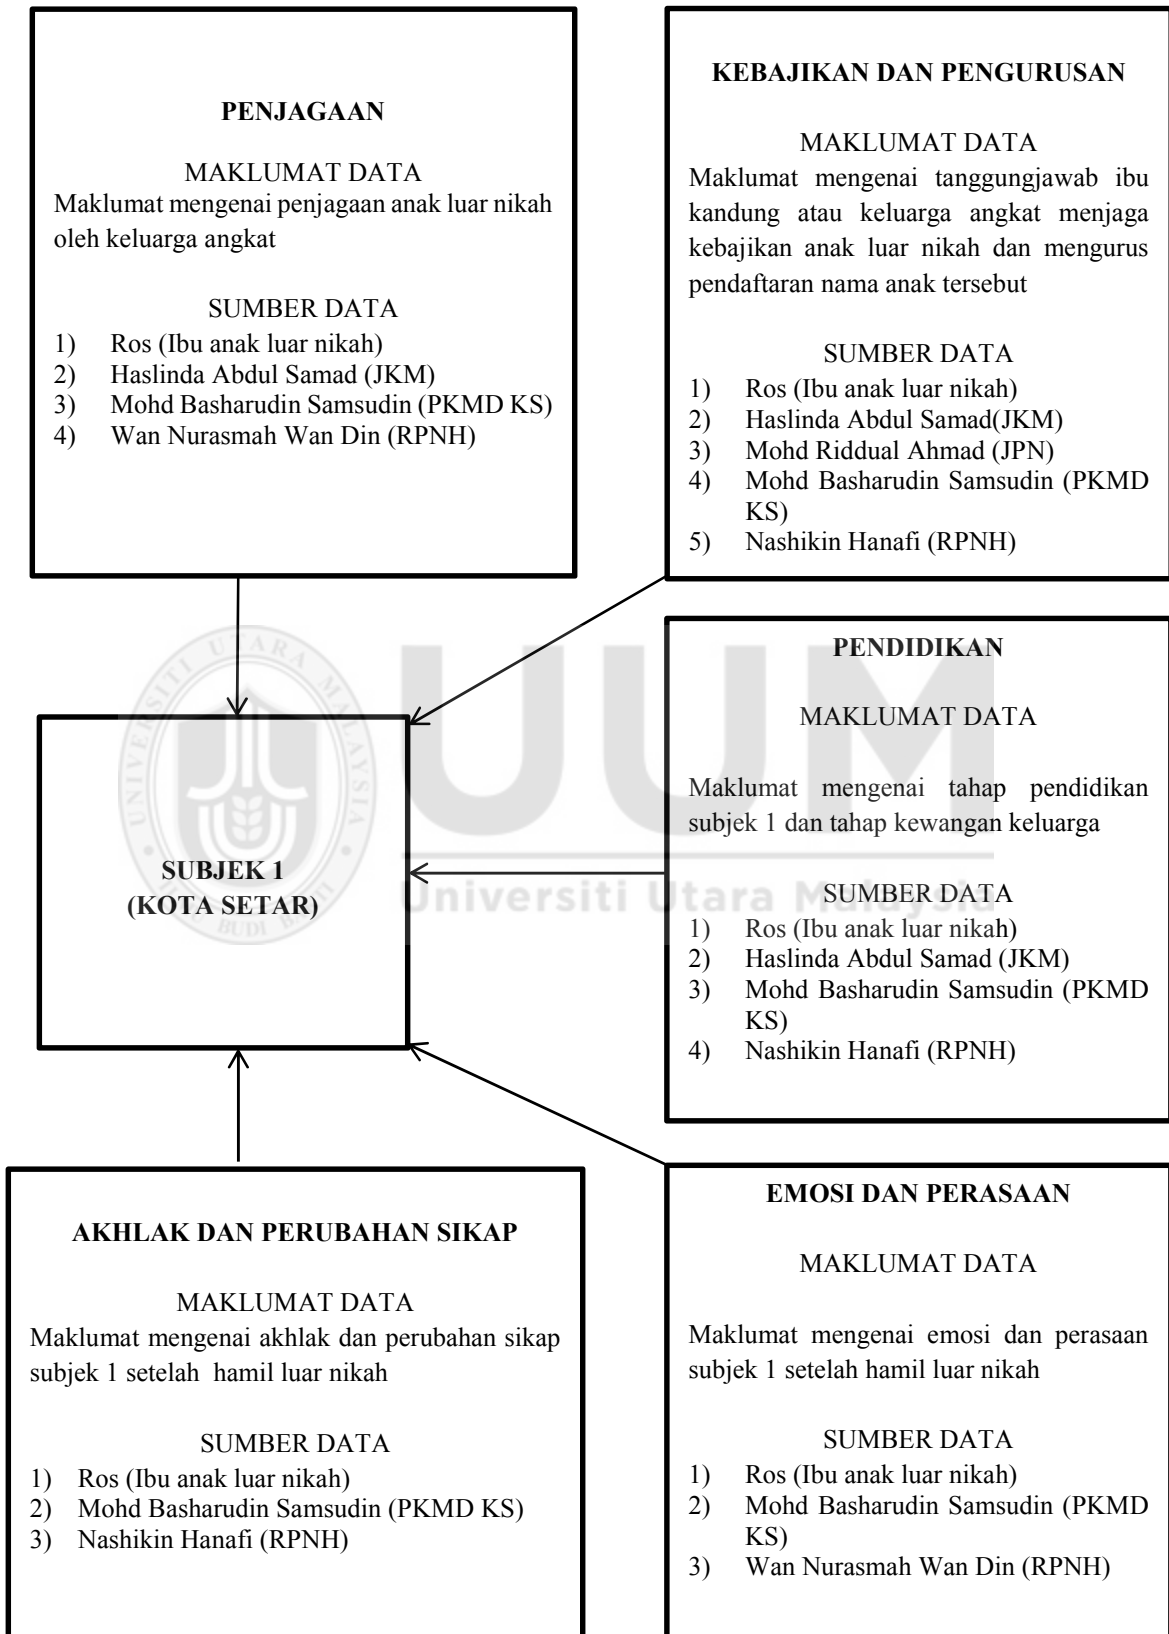 PENJAGAAN
MAKLUMAT DATA
Maklumat mengenai penjagaan anak luar nikah
oleh keluarga angkat
SUMBER DATA
1) Ros (Ibu anak luar nikah)
2) Haslinda Abdul Samad (JKM)
3) Mohd Basharudin Samsudin (PKMD KS)
4) Wan Nurasmah Wan Din (RPNH)
KEBAJIKAN DAN PENGURUSAN
MAKLUMAT DATA
Maklumat mengenai tanggungjawab ibu
kandung atau keluarga angkat menjaga
kebajikan anak luar nikah dan mengurus
pendaftaran nama anak tersebut
SUMBER DATA
1) Ros (Ibu anak luar nikah)
2) Haslinda Abdul Samad(JKM)
3) Mohd Riddual Ahmad (JPN)
4) Mohd Basharudin Samsudin (PKMD
KS)
5) Nashikin Hanafi (RPNH)
SUBJEK 1
(KOTA SETAR)
PENDIDIKAN
MAKLUMAT DATA
Maklumat mengenai tahap pendidikan
subjek 1 dan tahap kewangan keluarga
SUMBER DATA
1) Ros (Ibu anak luar nikah)
2) Haslinda Abdul Samad (JKM)
3) Mohd Basharudin Samsudin (PKMD
KS)
4) Nashikin Hanafi (RPNH)
AKHLAK DAN PERUBAHAN SIKAP
MAKLUMAT DATA
Maklumat mengenai akhlak dan perubahan sikap
subjek 1 setelah hamil luar nikah
SUMBER DATA
1) Ros (Ibu anak luar nikah)
2) Mohd Basharudin Samsudin (PKMD KS)
3) Nashikin Hanafi (RPNH)
EMOSI DAN PERASAAN
MAKLUMAT DATA
Maklumat mengenai emosi dan perasaan
subjek 1 setelah hamil luar nikah
SUMBER DATA
1) Ros (Ibu anak luar nikah)
2) Mohd Basharudin Samsudin (PKMD
KS)
3) Wan Nurasmah Wan Din (RPNH)
UUM
Universiti Utara Malaysia
UNIVERSITI UTARA MALAYSIA
BUDI